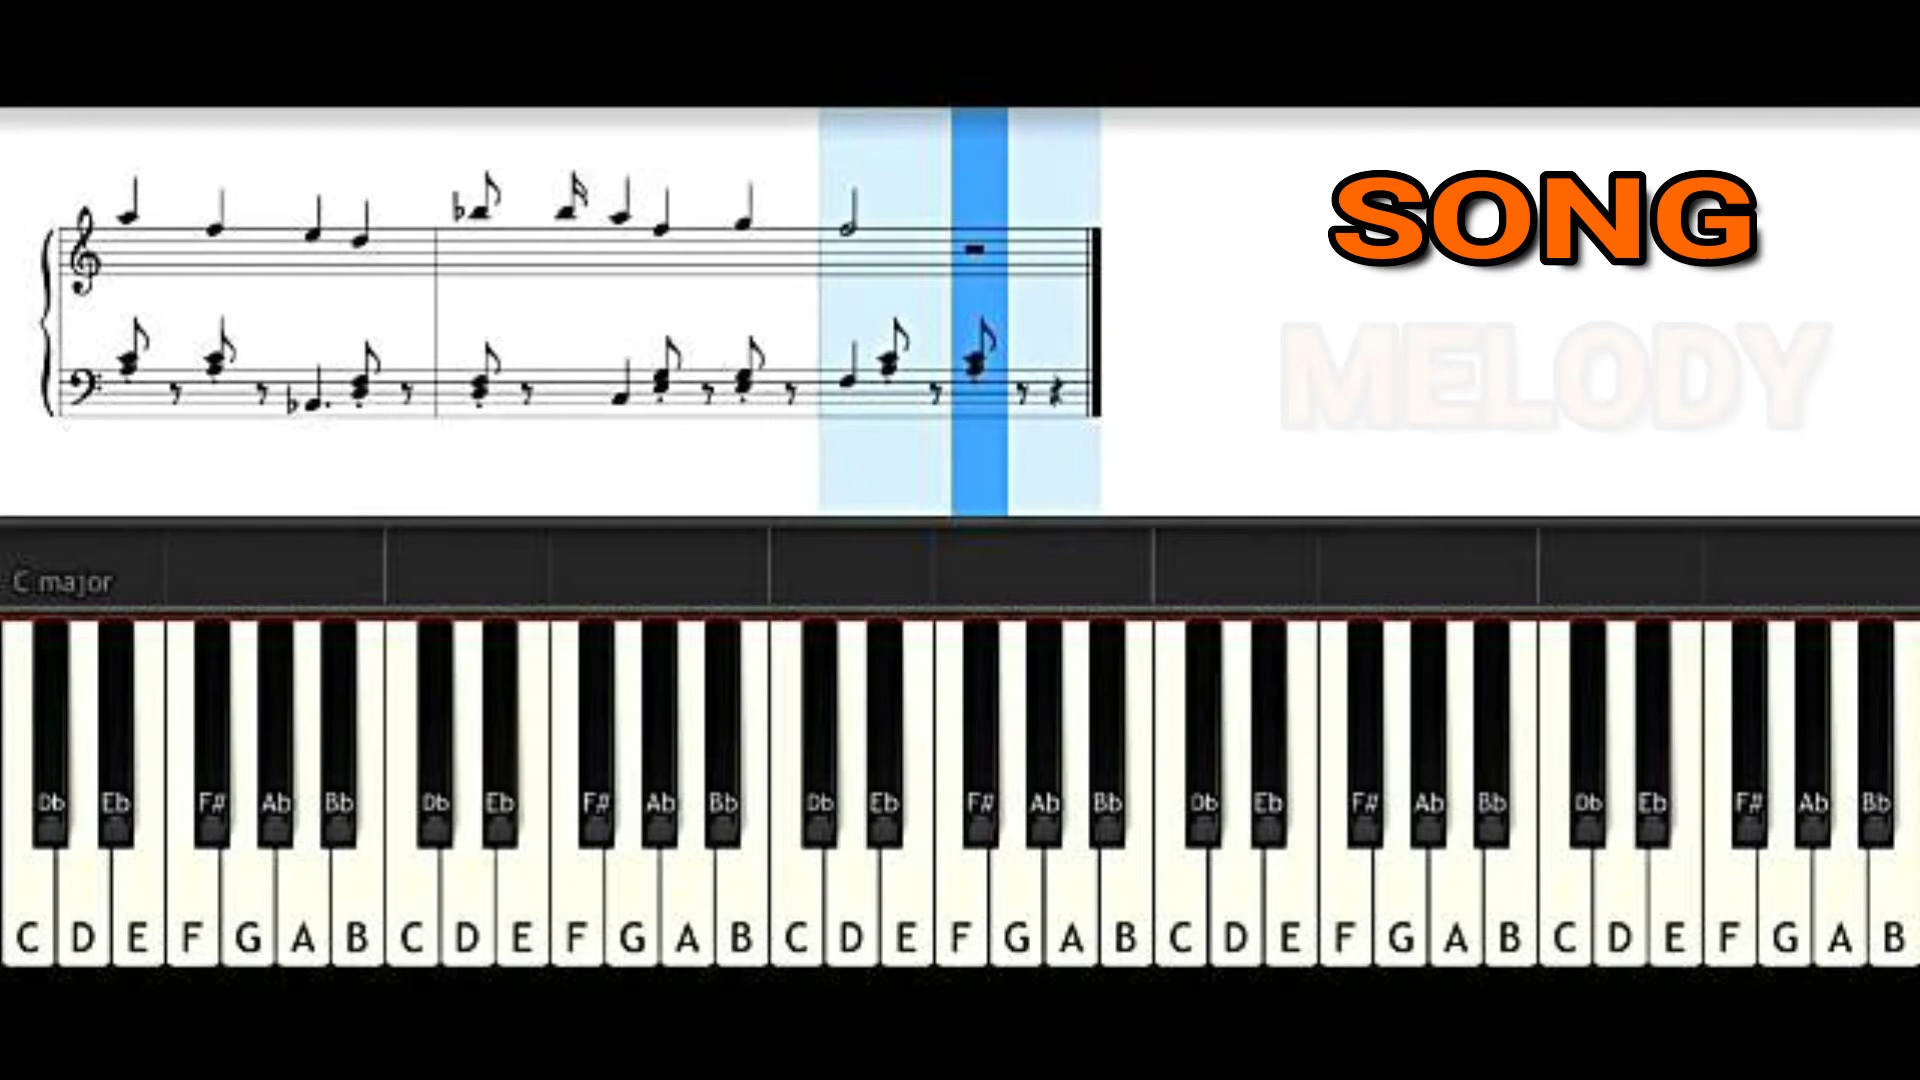 SONG
MELODY
C major
Db Eb F# Ab Bb Db Eb F# Ab Bb Db Eb F# Ab Bb Db Eb F# Ab Bb Db Eb F# Ab Bb
C D E F G A B C D E F G A B C D E F G A B C D E F G A B C D E F G A B